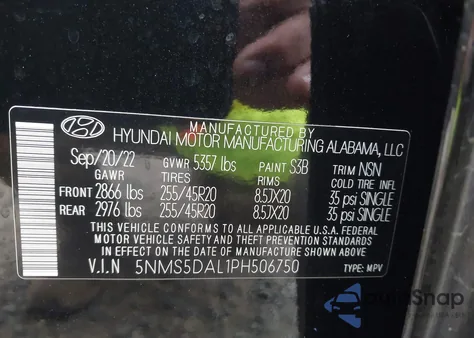 MANUFACTURED BY
HYUNDAI MOTOR MANUFACTURING ALABAMA, LLC
Sep/20/22 GVWR 5357 lbs PAINT S3B TRIM NSN
GAWR TIRES RIMS COLD TIRE INFL
FRONT 2866 lbs 255/45R20 8.5JX20 35 psi SINGLE
REAR 2976 lbs 255/45R20 8.5JX20 35 psi SINGLE
THIS VEHICLE CONFORMS TO ALL APPLICABLE U.S.A. FEDERAL
MOTOR VEHICLE SAFETY AND THEFT PREVENTION STANDARDS
IN EFFECT ON THE DATE OF MANUFACTURE SHOWN ABOVE.
V.I.N 5NMS5DAL1PH506750 TYPE: MPV